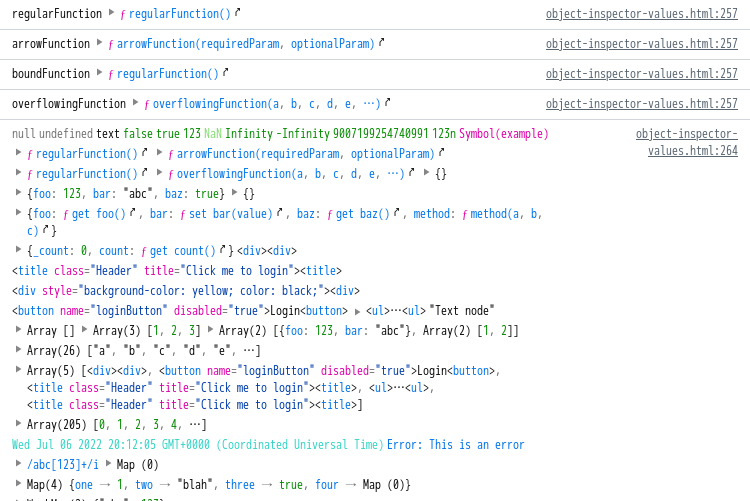 regularFunction ƒ regularFunction() object-inspector-values.html:257
arrowFunction ƒ arrowFunction(requiredParam, optionalParam) object-inspector-values.html:257
boundFunction ƒ regularFunction() object-inspector-values.html:257
overflowingFunction ƒ overflowingFunction(a, b, c, d, e, …) object-inspector-values.html:257
null undefined text false true 123 NaN Infinity -Infinity 9007199254740991 123n Symbol(example) object-inspector-
values.html:264
ƒ regularFunction() ƒ arrowFunction(requiredParam, optionalParam)
ƒ regularFunction() ƒ overflowingFunction(a, b, c, d, e, …) {}
{foo: 123, bar: "abc", baz: true} {}
{foo: ƒ get foo(), bar: ƒ set bar(value), baz: ƒ get baz(), method: ƒ method(a, b,
c)}
{_count: 0, count: ƒ get count()} <div><div>
<title class="Header" title="Click me to login"><title>
<div style="background-color: yellow; color: black;"><div>
<button name="loginButton" disabled="true">Login<button> <ul>…<ul> "Text node"
Array [] Array(3) [1, 2, 3] Array(2) [{foo: 123, bar: "abc"}, Array(2) [1, 2]]
Array(26) ["a", "b", "c", "d", "e", …]
Array(5) [<div><div>, <button name="loginButton" disabled="true">Login<button>,
<title class="Header" title="Click me to login"><title>, <ul>…<ul>,
<title class="Header" title="Click me to login"><title>]
Array(205) [0, 1, 2, 3, 4, …]
Wed Jul 06 2022 20:12:05 GMT+0000 (Coordinated Universal Time) Error: This is an error
/abc[123]+/i Map (0)
Map(4) {one → 1, two → "blah", three → true, four → Map (0)}